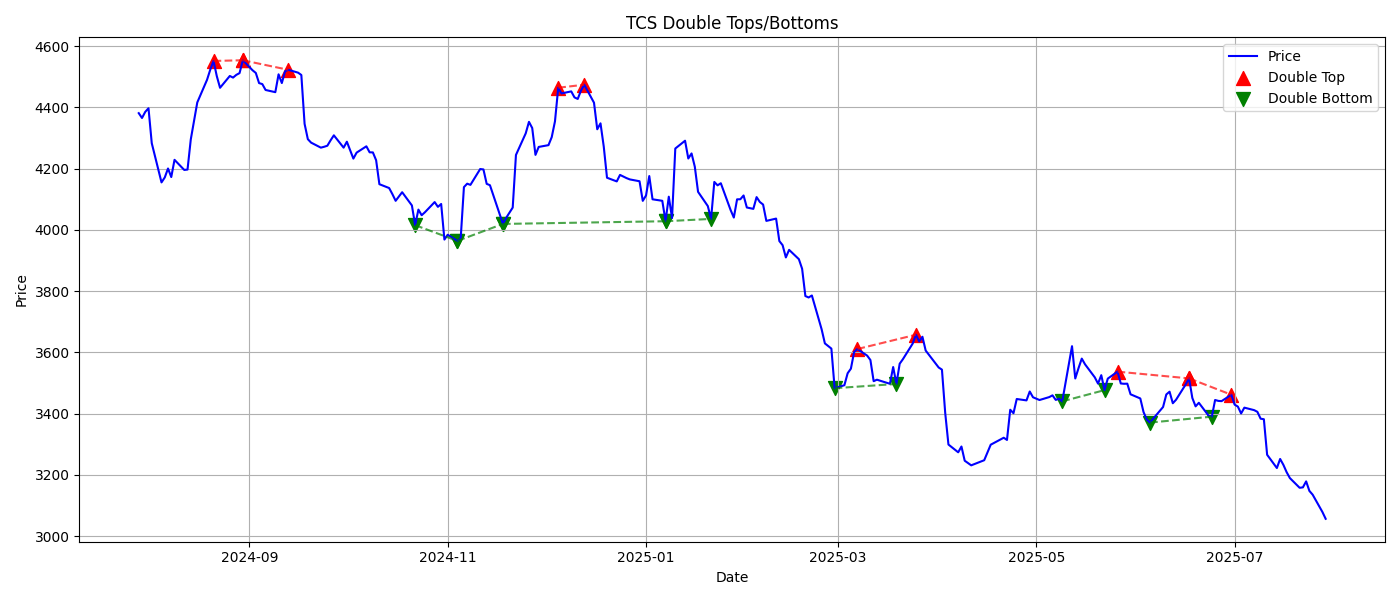 TCS Double Tops/Bottoms
Price
Double Top
Double Bottom
4600
4400
4200
4000
3800
3600
3400
3200
3000
Price
2024-09
2024-11
2025-01
2025-03
2025-05
2025-07
Date